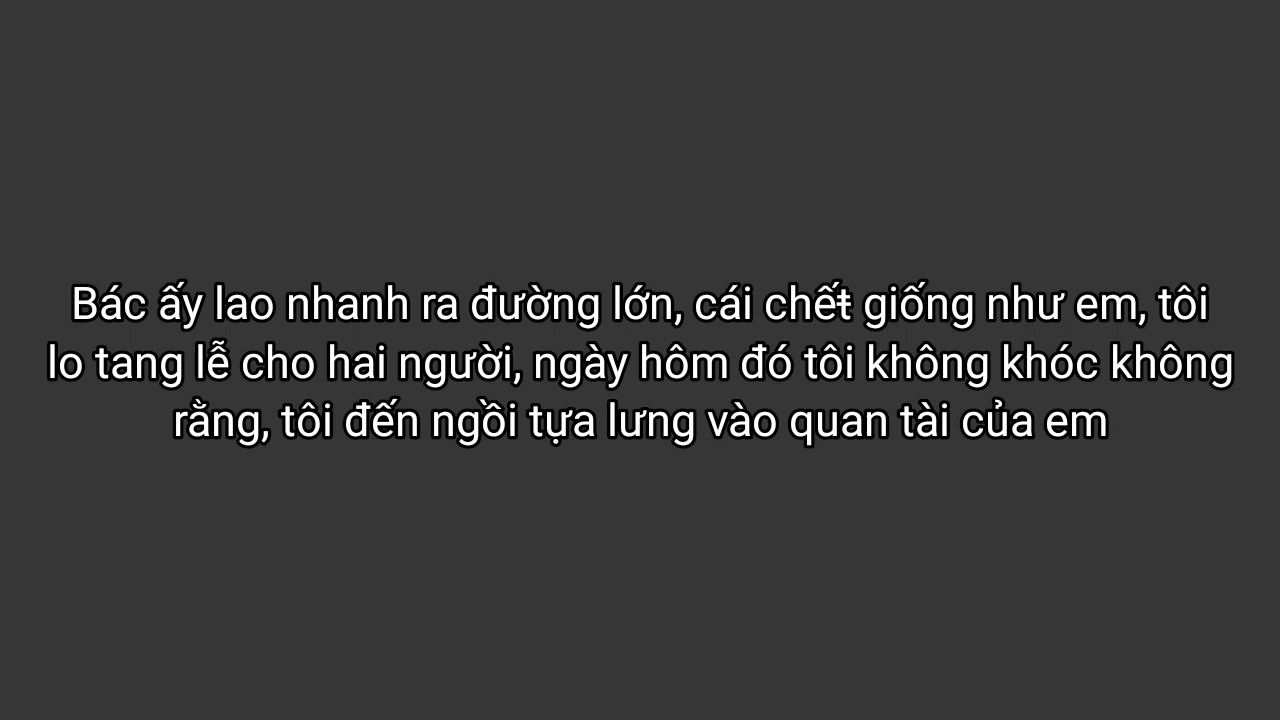 Bác ấy lao nhanh ra đường lớn, cái chếŧ giống như em, tôi
lo tang lễ cho hai người, ngày hôm đó tôi không khóc không
rằng, tôi đến ngồi tựa lưng vào quan tài của em